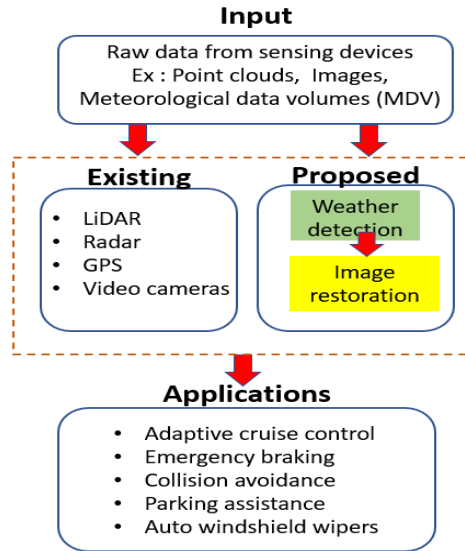 Input
Raw data from sensing devices
Ex : Point clouds, Images,
Meteorological data volumes (MDV)
Existing
• LiDAR
• Radar
• GPS
• Video cameras
Proposed
Weather
detection
Image
restoration
Applications
• Adaptive cruise control
• Emergency braking
• Collision avoidance
• Parking assistance
• Auto windshield wipers